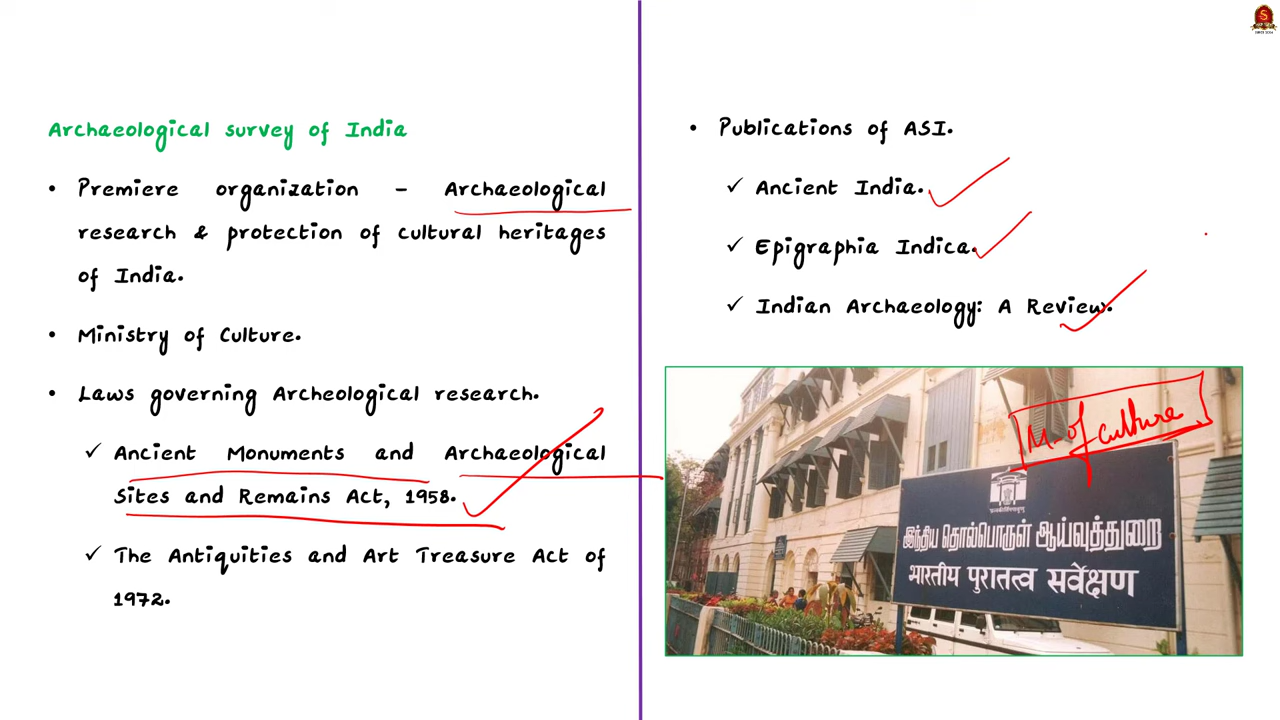 Archaeological survey of India
• Premiere organization – Archaeological
research & protection of cultural heritages
of India.
• Ministry of Culture.
• Laws governing Archeological research.
✓ Ancient Monuments and Archaeological
Sites and Remains Act, 1958.
✓ The Antiquities and Art Treasure Act of
1972.
• Publications of ASI.
✓ Ancient India.
✓ Epigraphia Indica.
✓ Indian Archaeology: A Review.
M. of culture
இந்திய தொல்பொருள் ஆய்வுத்துறை
भारतीय पुरातत्व सर्वेक्षण